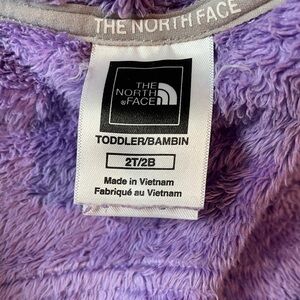 THE NORTH FACE
THE
NORTH
®FACE
TODDLER/BAMBIN
2T/2B
Made in Vietnam
Fabriqué au Vietnam